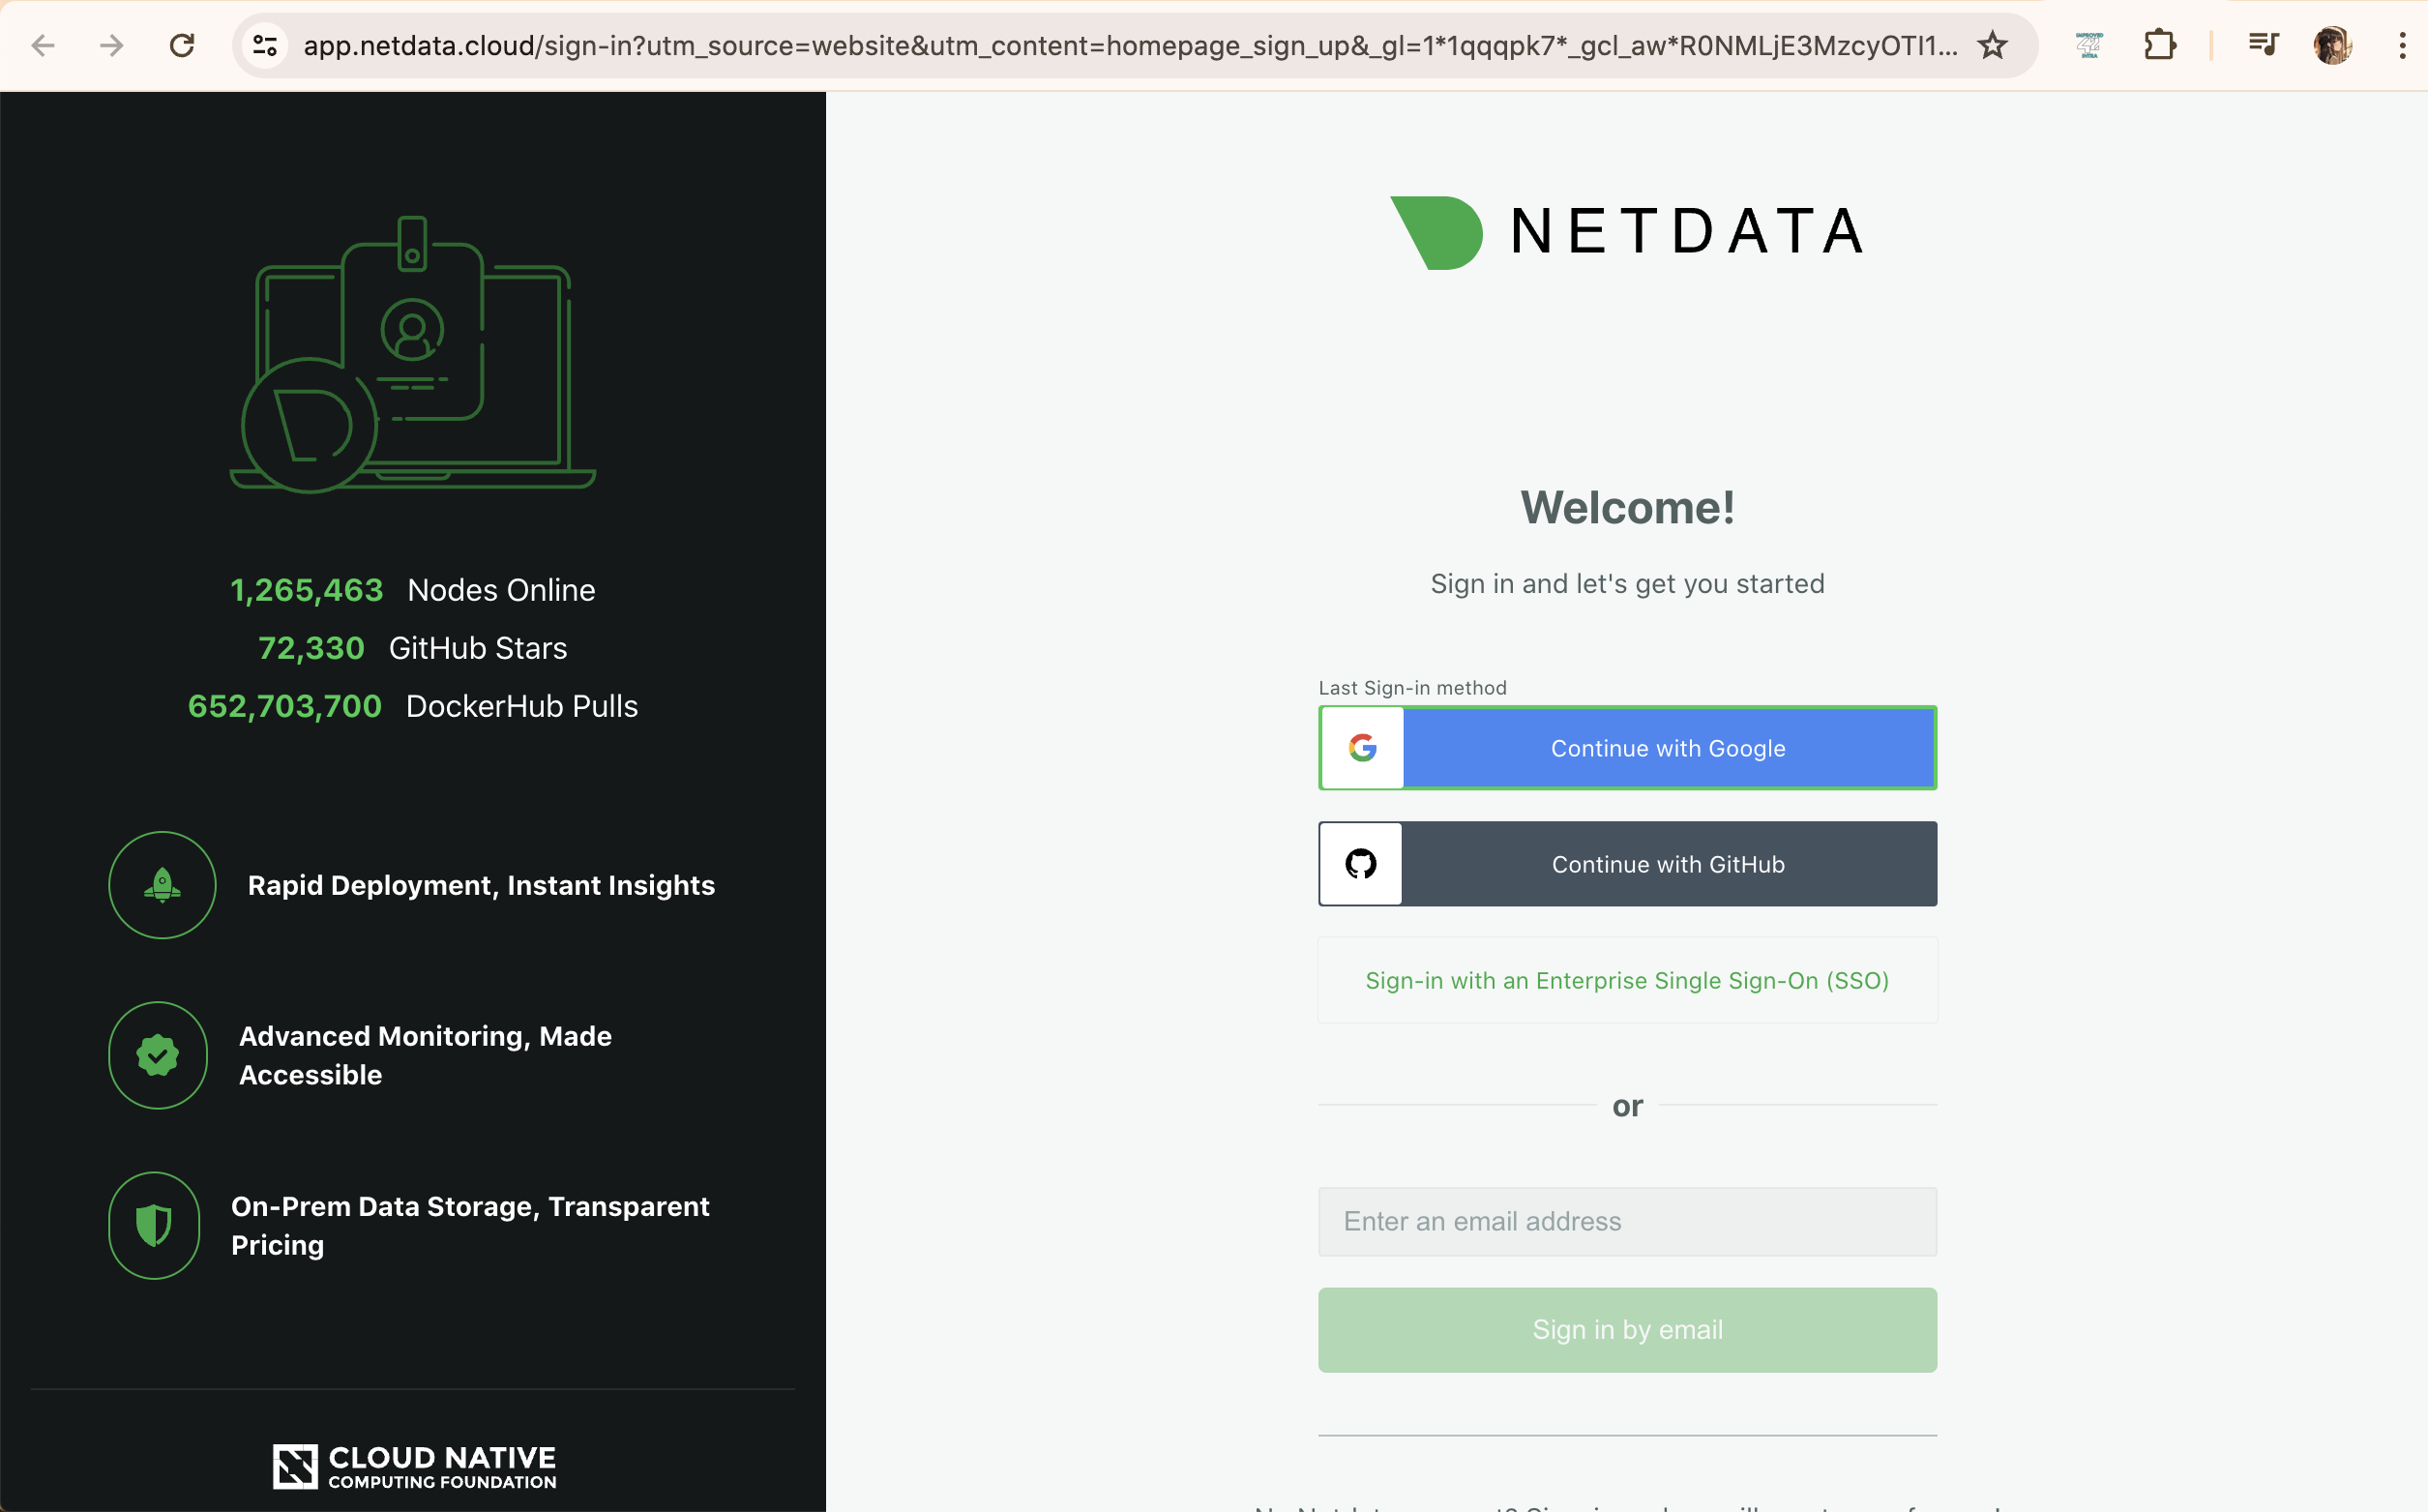 app.netdata.cloud/sign-in?utm_source=website&utm_content=homepage_sign_up&_gl=1*1qqqpk7*_gcl_aw*R0NMLjE3MzcyOTI1...
NETDATA
1,265,463 Nodes Online
72,330 GitHub Stars
652,703,700 DockerHub Pulls
Rapid Deployment, Instant Insights
Advanced Monitoring, Made
Accessible
On-Prem Data Storage, Transparent
Pricing
CLOUD NATIVE
COMPUTING FOUNDATION
Welcome!
Sign in and let's get you started
Last Sign-in method
Continue with Google
Continue with GitHub
Sign-in with an Enterprise Single Sign-On (SSO)
or
Enter an email address
Sign in by email